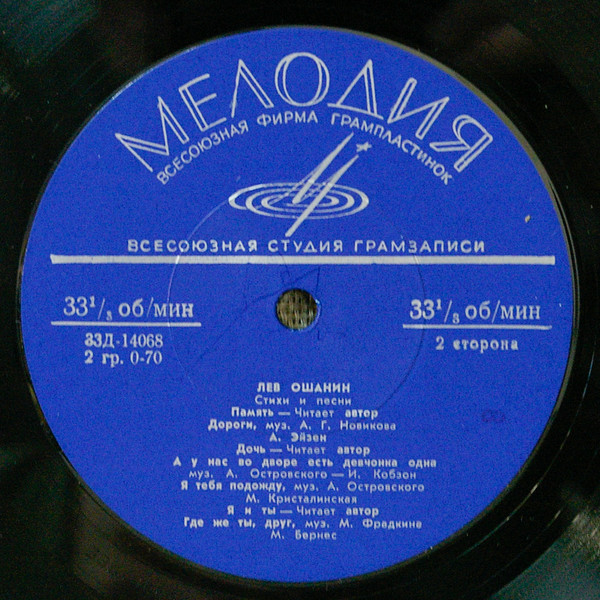 МЕЛОДИЯ
ВСЕСОЮЗНАЯ ФИРМА ГРАМПЛАСТИНОК
ВСЕСОЮЗНАЯ СТУДИЯ ГРАМЗАПИСИ
33¹/₃ об/мин
33Д-14068
2 гр. 0-70
33¹/₃ об/мин
2 сторона
ЛЕВ ОШАНИН
Стихи и песни
Память — Читает автор
Дороги, муз. А. Г. Новикова
А. Эйзен
Дочь — Читает автор
А у нас во дворе есть девчонка одна
муз. А. Островского — И. Кобзон
Я тебя подожду, муз. А. Островского
М. Кристалинская
Я и ты — Читает автор
Где же ты, друг, муз. М. Фрадкина
М. Бернес